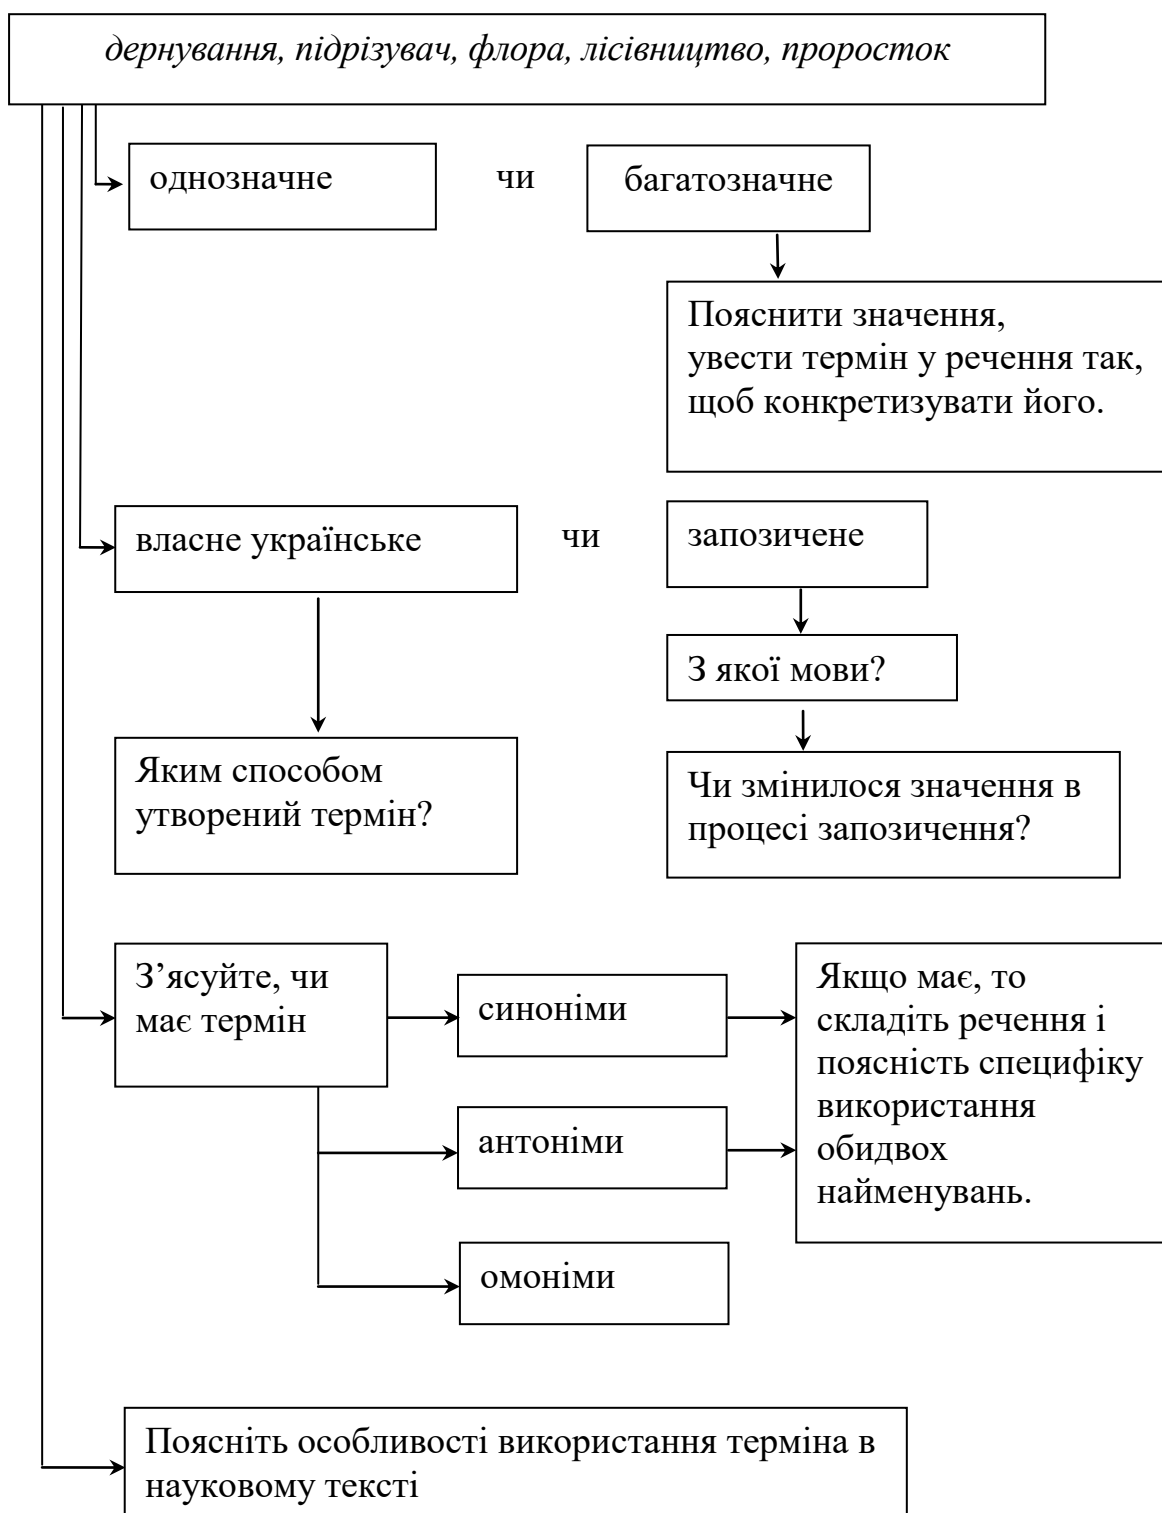 дернування, підрізувач, флора, лісівництво, проросток
однозначне чи багатозначне
Пояснити значення,
увести термін у речення так,
щоб конкретизувати його.
власне українське чи запозичене
З якої мови?
Яким способом
утворений термін?
Чи змінилося значення в
процесі запозичення?
З’ясуйте, чи
має термін
синоніми
антоніми
омоніми
Якщо має, то
складіть речення і
поясність специфіку
використання
обидвох
найменувань.
Поясніть особливості використання терміна в
науковому тексті